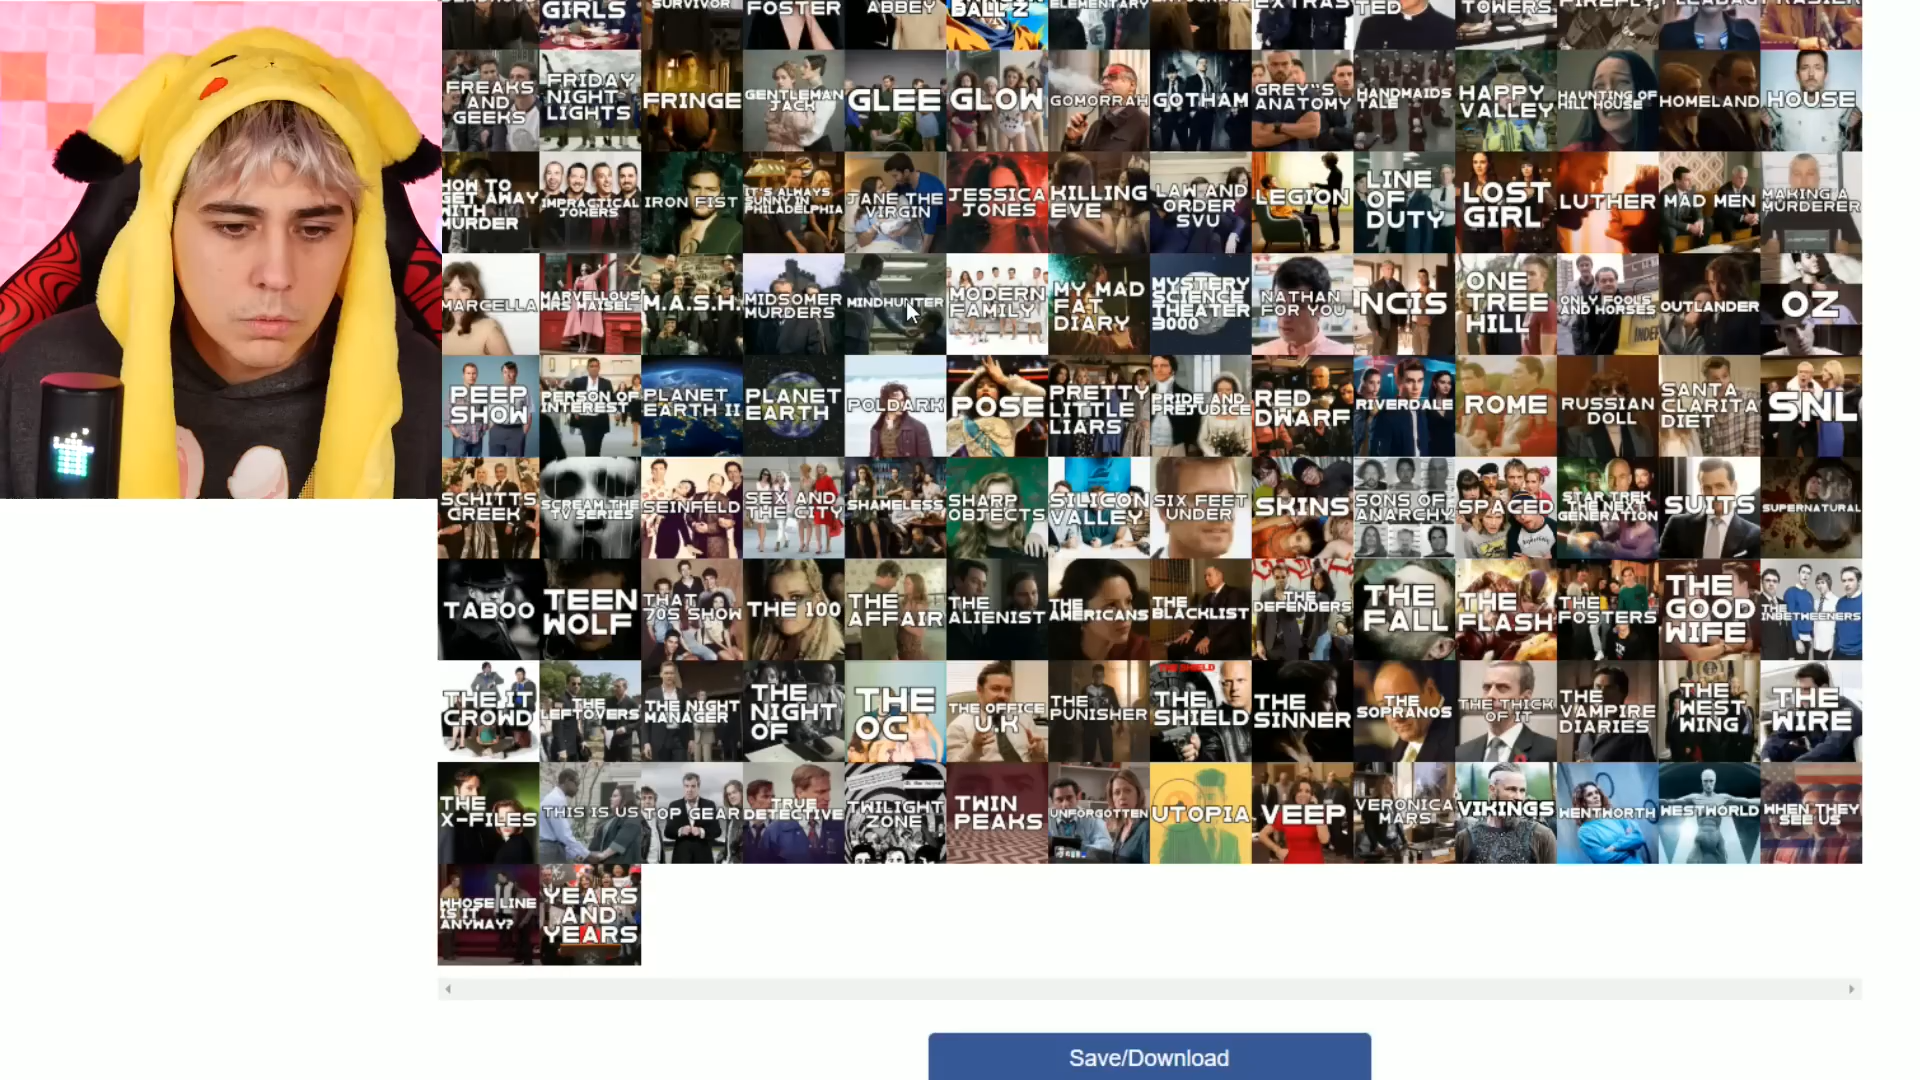 GIRLS
SURVIVOR
FOSTER
ABBEY
BALL Z
ELEMENTARY
EXTRAS
TED
TOWERS
FIREFLY
FLEABAG
FRASIER
FREAKS
AND
GEEKS
FRIDAY
NIGHT
LIGHTS
FRINGE
GENTLEMAN
JACK
GLEE
GLOW
GOMORRAH
GOTHAM
GREY"S
ANATOMY
HANDMAIDS
TALE
HAPPY
VALLEY
HAUNTING OF
HILL HOUSE
HOMELAND
HOUSE
HOW TO
GET AWAY
WITH
MURDER
IMPRACTICAL
JOKERS
IRON FIST
IT'S ALWAYS
SUNNY IN
PHILADELPHIA
JANE THE
VIRGIN
JESSICA
JONES
KILLING
EVE
LAW AND
ORDER
SVU
LEGION
LINE
OF
DUTY
LOST
GIRL
LUTHER
MAD MEN
MAKING A
MURDERER
MARCELLA
MARVELLOUS
MRS MAISEL
M.A.S.H.
MIDSOMER
MURDERS
MINDHUNTER
MODERN
FAMILY
MY MAD
FAT
DIARY
MYSTERY
SCIENCE
THEATER
3000
NATHAN
FOR YOU
NCIS
ONE
TREE
HILL
ONLY FOOLS
AND HORSES
OUTLANDER
OZ
PEEP
SHOW
PERSON OF
INTEREST
PLANET
EARTH II
PLANET
EARTH
POLDARK
POSE
PRETTY
LITTLE
LIARS
PRIDE AND
PREJUDICE
RED
DWARF
RIVERDALE
ROME
RUSSIAN
DOLL
SANTA
CLARITA
DIET
SNL
SCHITTS
CREEK
SCREAM THE
TV SERIES
SEINFELD
SEX AND
THE CITY
SHAMELESS
SHARP
OBJECTS
SILICON
VALLEY
SIX FEET
UNDER
SKINS
SONS OF
ANARCHY
SPACED
STAR TREK
THE NEXT
GENERATION
SUITS
SUPERNATURAL
TABOO
TEEN
WOLF
THAT
70S SHOW
THE 100
THE
AFFAIR
THE
ALIENIST
THE
AMERICANS
THE
BLACKLIST
THE
DEFENDERS
THE
FALL
THE
FLASH
THE
FOSTERS
THE
GOOD
WIFE
THE
INBETWEENERS
THE IT
CROWD
THE
LEFTOVERS
THE NIGHT
MANAGER
THE
NIGHT
OF
THE
OC
THE OFFICE
U.K
THE
PUNISHER
THE SHIELD
THE
SHIELD
THE
SINNER
THE
SOPRANOS
THE THICK
OF IT
THE
VAMPIRE
DIARIES
THE
WEST
WING
THE
WIRE
THE
X-FILES
THIS IS US
TOP GEAR
TRUE
DETECTIVE
TWILIGHT
ZONE
TWIN
PEAKS
UNFORGOTTEN
UTOPIA
VEEP
VERONICA
MARS
VIKINGS
WENTWORTH
WESTWORLD
WHEN THEY
SEE US
WHOSE LINE
IS IT
ANYWAY?
YEARS
AND
YEARS
Save/Download